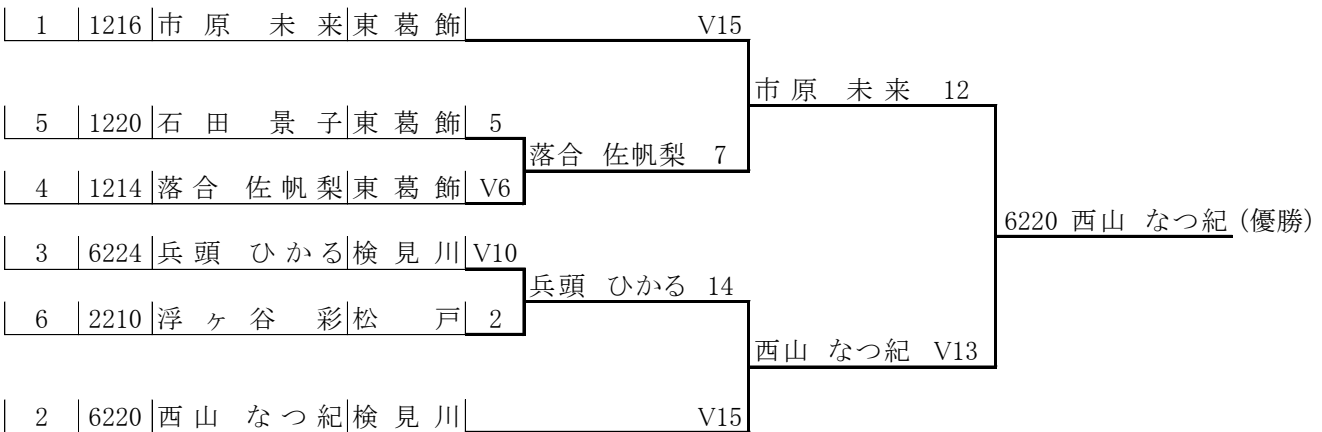 1 1216 市原 未来 東葛飾 V15
市原 未来 12
5 1220 石田 景子 東葛飾 5
落合 佐帆梨 7
4 1214 落合 佐帆梨 東葛飾 V6
6220 西山 なつ紀 (優勝)
3 6224 兵頭 ひかる 検見川 V10
兵頭 ひかる 14
6 2210 浮ヶ谷 彩 松戸 2
西山 なつ紀 V13
2 6220 西山 なつ紀 検見川 V15